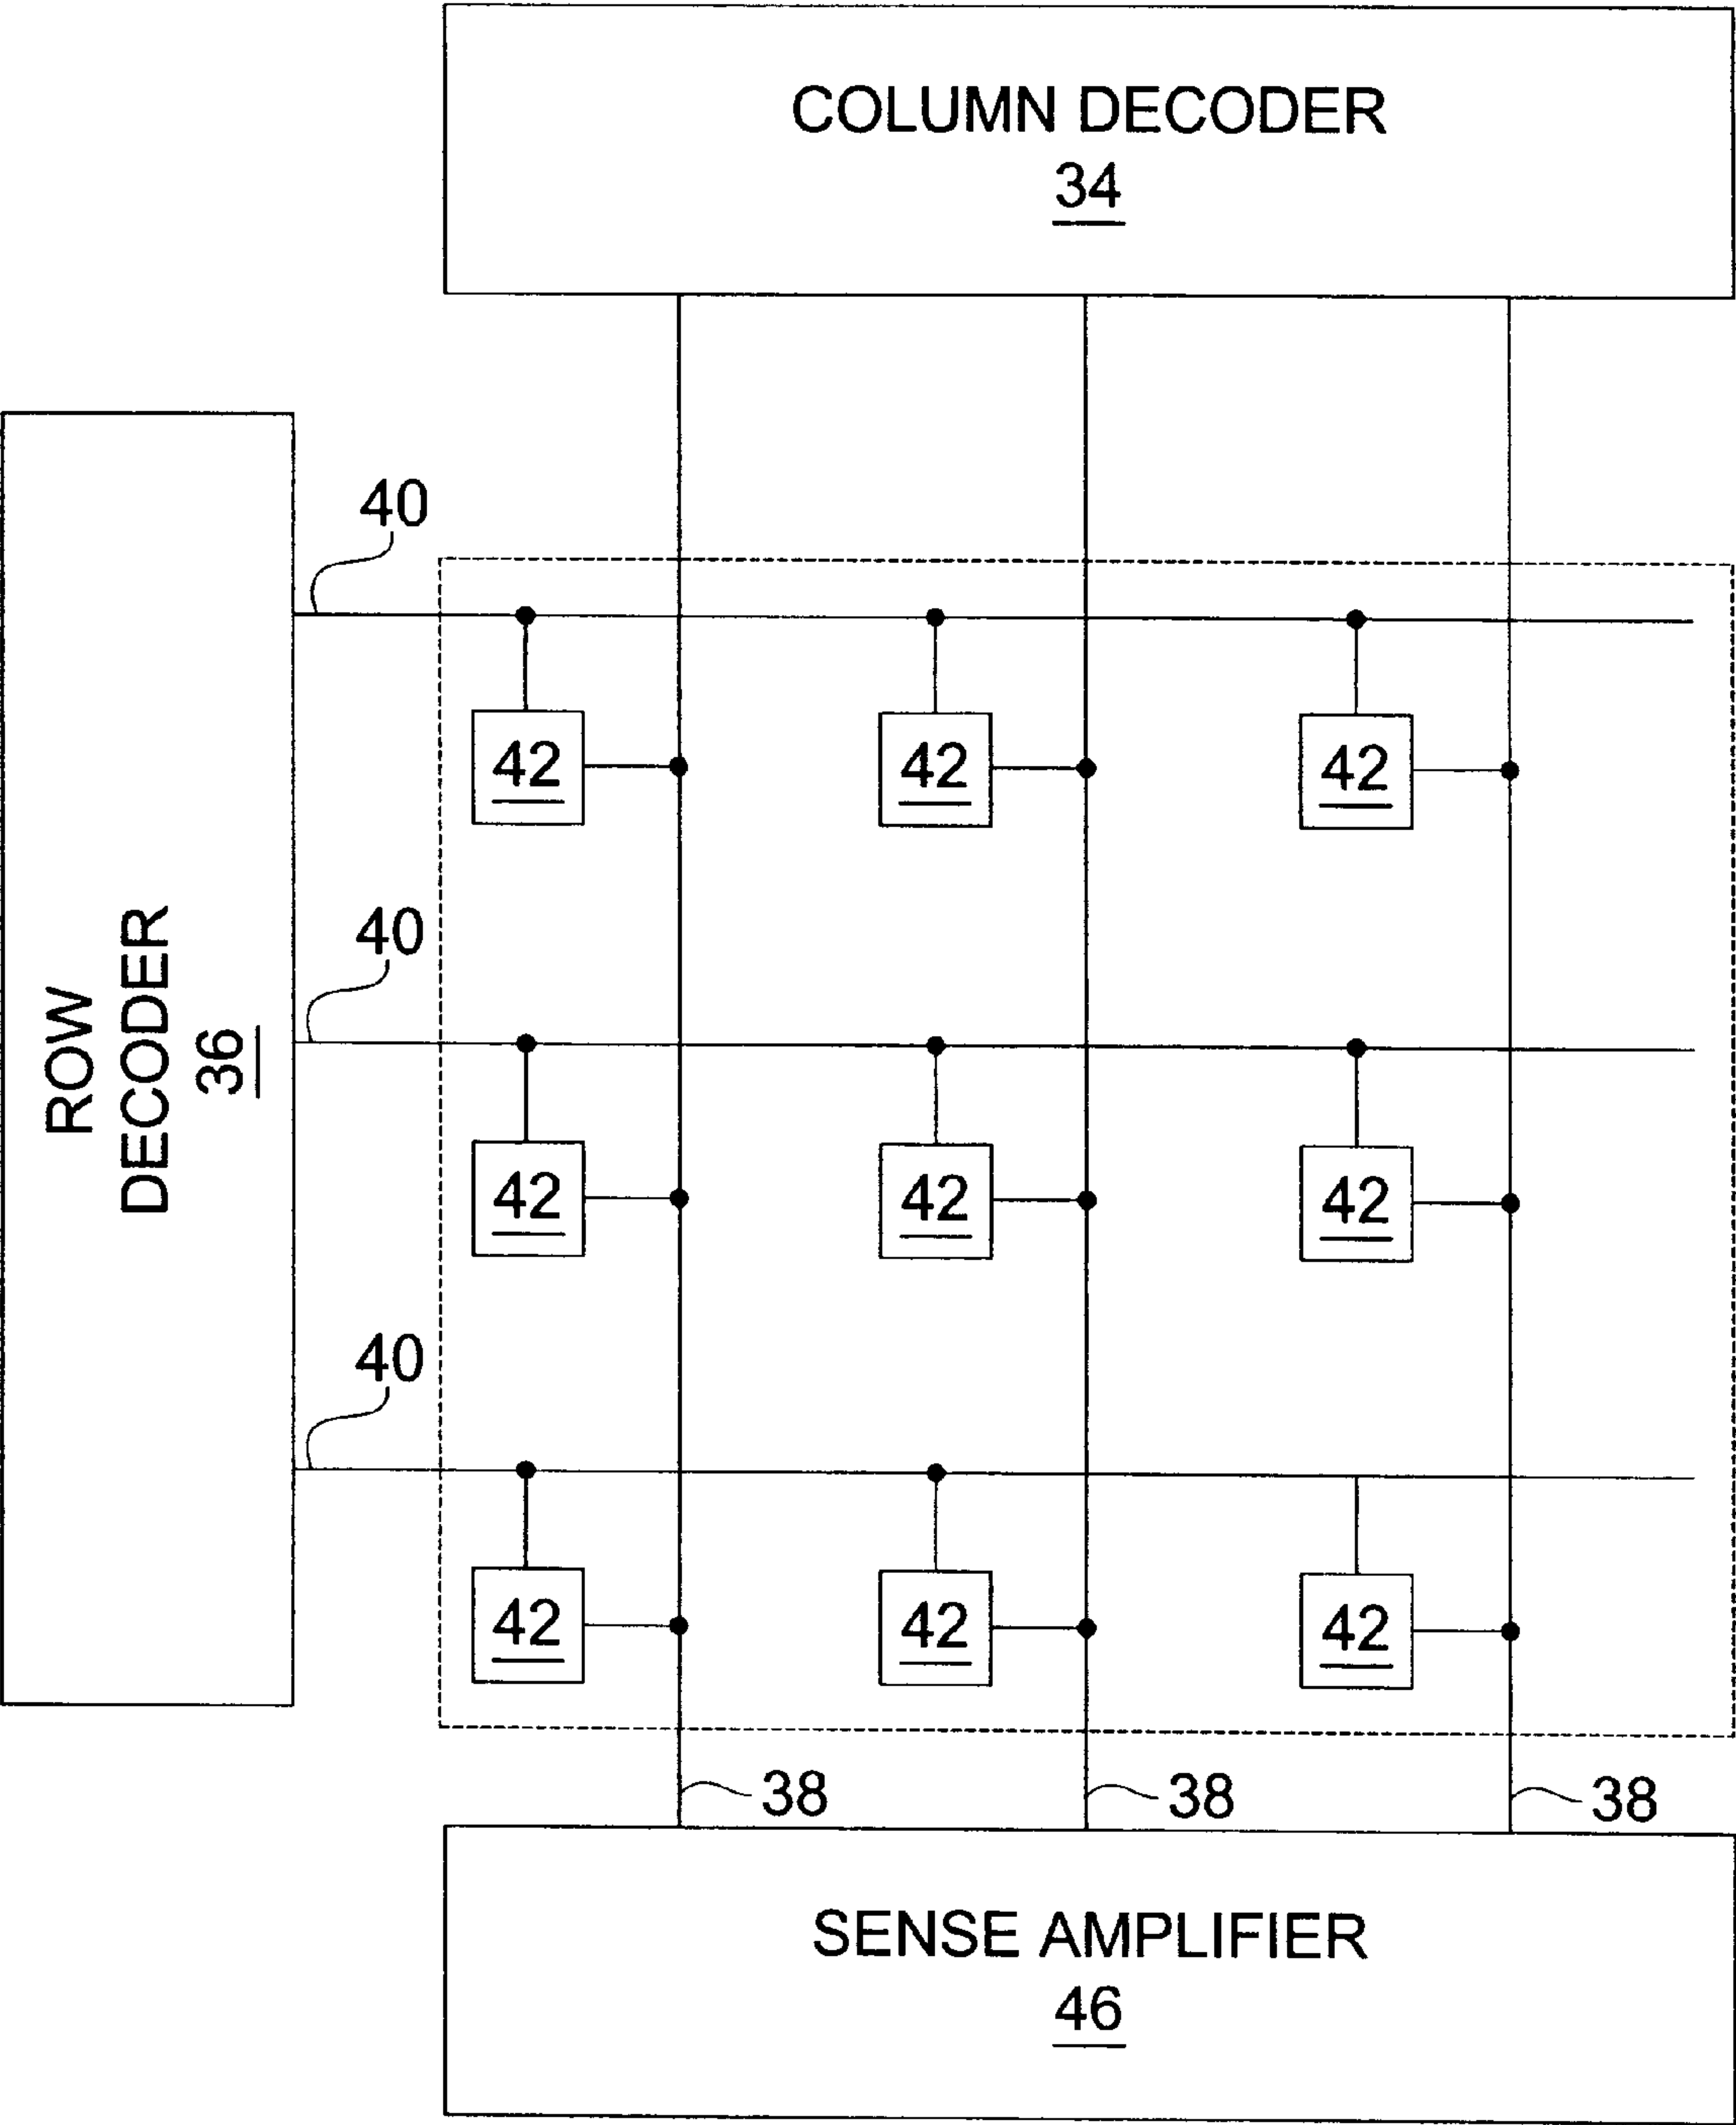 COLUMN DECODER
34
ROW
DECODER
36
40
42 42 42
40
42 42 42
40
42 42 42
38 38 38
SENSE AMPLIFIER
46